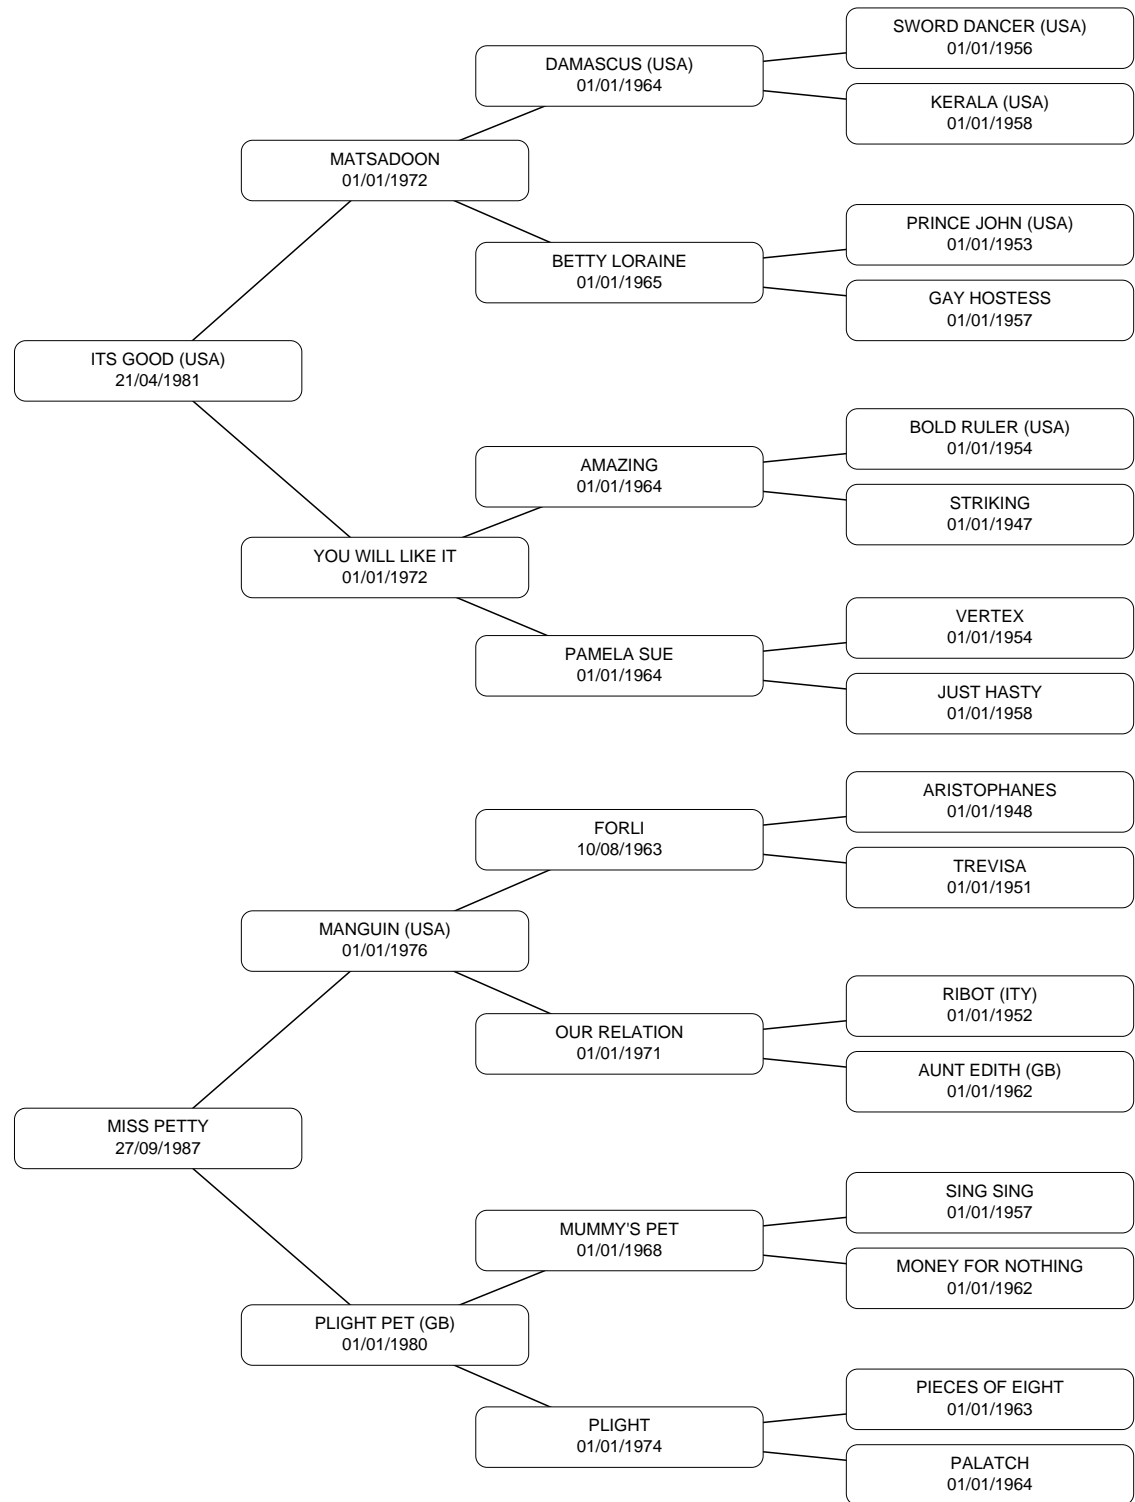 SWORD DANCER (USA)
01/01/1956
DAMASCUS (USA)
01/01/1964
KERALA (USA)
01/01/1958
MATSADOON
01/01/1972
PRINCE JOHN (USA)
01/01/1953
BETTY LORAINE
01/01/1965
GAY HOSTESS
01/01/1957
ITS GOOD (USA)
21/04/1981
BOLD RULER (USA)
01/01/1954
AMAZING
01/01/1964
STRIKING
01/01/1947
YOU WILL LIKE IT
01/01/1972
VERTEX
01/01/1954
PAMELA SUE
01/01/1964
JUST HASTY
01/01/1958
ARISTOPHANES
01/01/1948
FORLI
10/08/1963
TREVISA
01/01/1951
MANGUIN (USA)
01/01/1976
RIBOT (ITY)
01/01/1952
OUR RELATION
01/01/1971
AUNT EDITH (GB)
01/01/1962
MISS PETTY
27/09/1987
SING SING
01/01/1957
MUMMY'S PET
01/01/1968
MONEY FOR NOTHING
01/01/1962
PLIGHT PET (GB)
01/01/1980
PIECES OF EIGHT
01/01/1963
PLIGHT
01/01/1974
PALATCH
01/01/1964